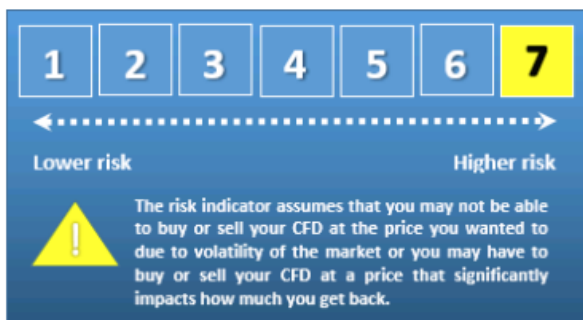 1 2 3 4 5 6 7
Lower risk Higher risk
!
The risk indicator assumes that you may not be able
to buy or sell your CFD at the price you wanted to
due to volatility of the market or you may have to
buy or sell your CFD at a price that significantly
impacts how much you get back.